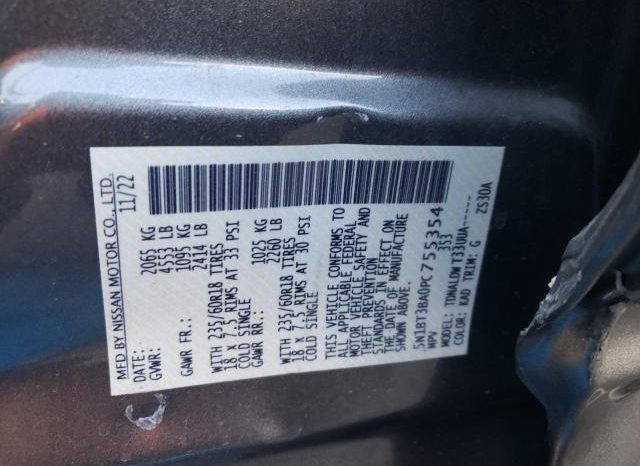 MFD BY NISSAN MOTOR CO., LTD.
DATE: 11/22
GVWR: 2065 KG
4553 LB
GAWR FR.: 1095 KG
2414 LB
WITH 235/60R18 TIRES
18 X 7.5 RIMS AT 33 PSI
COLD SINGLE
GAWR RR.: 1025 KG
2260 LB
WITH 235/60R18 TIRES
18 X 7.5 RIMS AT 30 PSI
COLD SINGLE
THIS VEHICLE CONFORMS TO
ALL APPLICABLE FEDERAL
MOTOR VEHICLE SAFETY AND
THEFT PREVENTION
STANDARDS IN EFFECT ON
THE DATE OF MANUFACTURE
SHOWN ABOVE.
5N1BT3BA0PC755354
MPV 353
MODEL: TDNALDW T33UUA-----
COLOR: KAD TRIM: G ZS30A